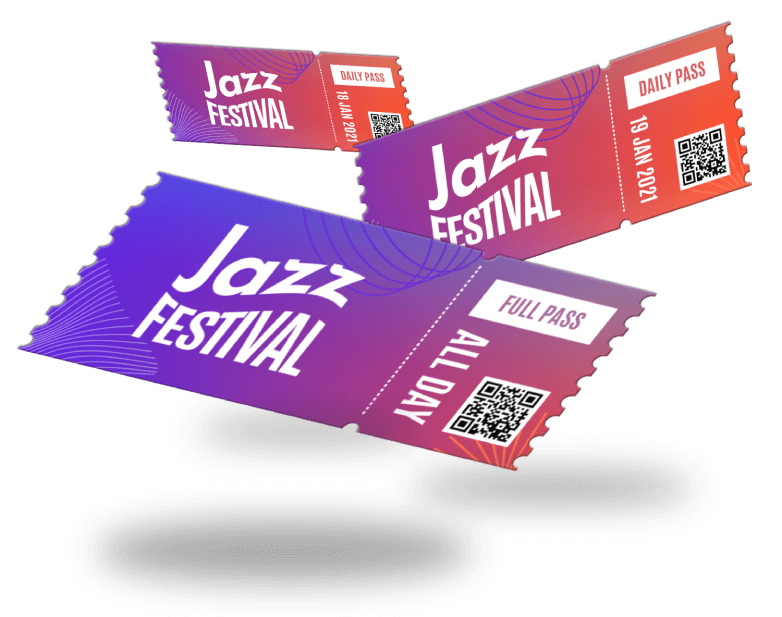 Jazz
FESTIVAL
DAILY PASS
18 JAN 2021
Jazz
FESTIVAL
DAILY PASS
19 JAN 2021
Jazz
FESTIVAL
FULL PASS
ALL DAY